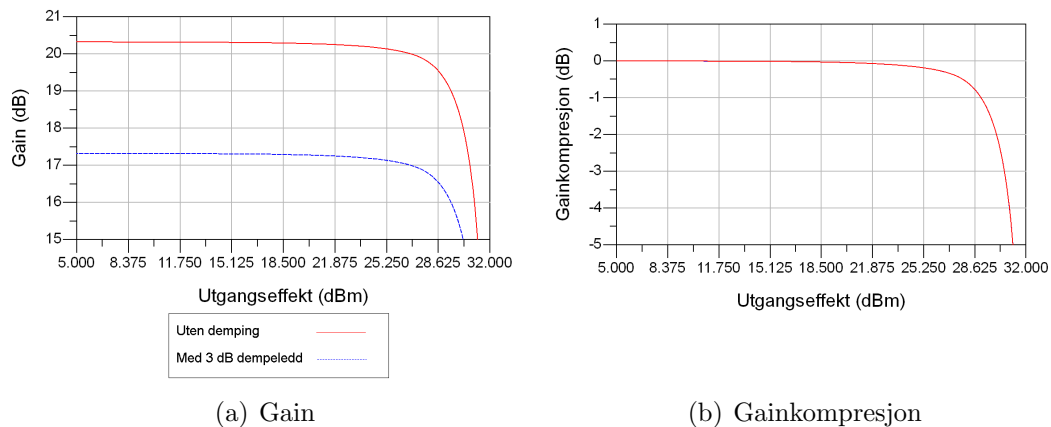 Gain (dB)
21
20
19
18
17
16
15
5.000 8.375 11.750 15.125 18.500 21.875 25.250 28.625 32.000
Utgangseffekt (dBm)
Uten demping
Med 3 dB dempeledd
(a) Gain
Gainkompresjon (dB)
1
0
-1
-2
-3
-4
-5
5.000 8.375 11.750 15.125 18.500 21.875 25.250 28.625 32.000
Utgangseffekt (dBm)
(b) Gainkompresjon